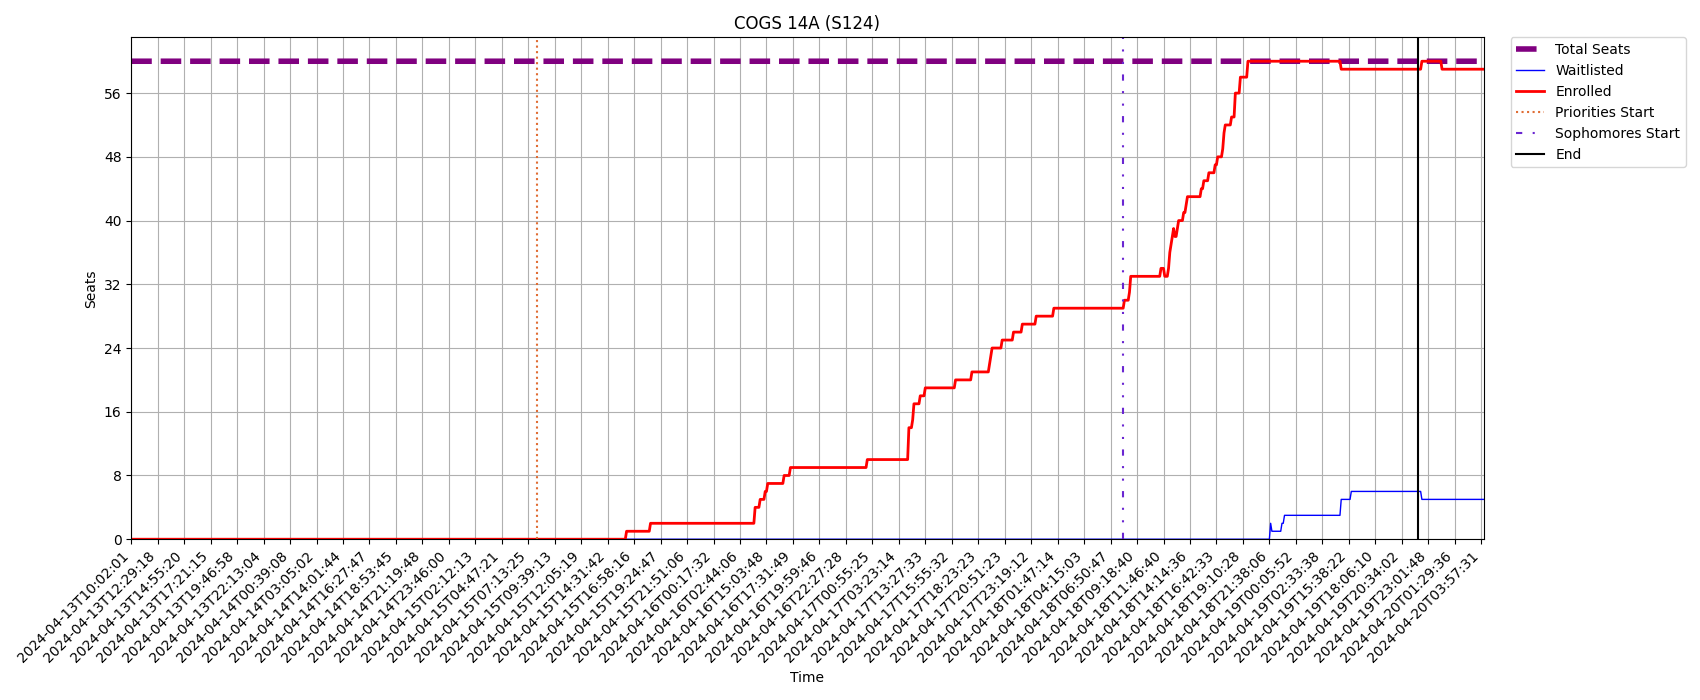 COGS 14A (S124)
Total Seats
Waitlisted
Enrolled
Priorities Start
Sophomores Start
End
Seats
56
48
40
32
24
16
8
0
2024-04-13T10:02:01
2024-04-13T12:29:18
2024-04-13T14:55:20
2024-04-13T17:21:15
2024-04-13T19:46:58
2024-04-13T22:13:04
2024-04-14T00:39:08
2024-04-14T03:05:02
2024-04-14T14:01:44
2024-04-14T16:27:47
2024-04-14T18:53:45
2024-04-14T21:19:48
2024-04-14T23:46:00
2024-04-15T02:12:13
2024-04-15T04:47:21
2024-04-15T07:13:25
2024-04-15T09:39:13
2024-04-15T12:05:19
2024-04-15T14:31:42
2024-04-15T16:58:16
2024-04-15T19:24:47
2024-04-15T21:51:06
2024-04-16T00:17:32
2024-04-16T02:44:06
2024-04-16T15:03:48
2024-04-16T17:31:49
2024-04-16T19:59:46
2024-04-16T22:27:28
2024-04-17T00:55:25
2024-04-17T03:23:14
2024-04-17T13:27:33
2024-04-17T15:55:32
2024-04-17T18:23:23
2024-04-17T20:51:23
2024-04-17T23:19:12
2024-04-18T01:47:14
2024-04-18T04:15:03
2024-04-18T06:50:47
2024-04-18T09:18:40
2024-04-18T11:46:40
2024-04-18T14:14:36
2024-04-18T16:42:33
2024-04-18T19:10:28
2024-04-18T21:38:06
2024-04-19T00:05:52
2024-04-19T02:33:38
2024-04-19T15:38:22
2024-04-19T18:06:10
2024-04-19T20:34:02
2024-04-19T23:01:48
2024-04-20T01:29:36
2024-04-20T03:57:31
Time